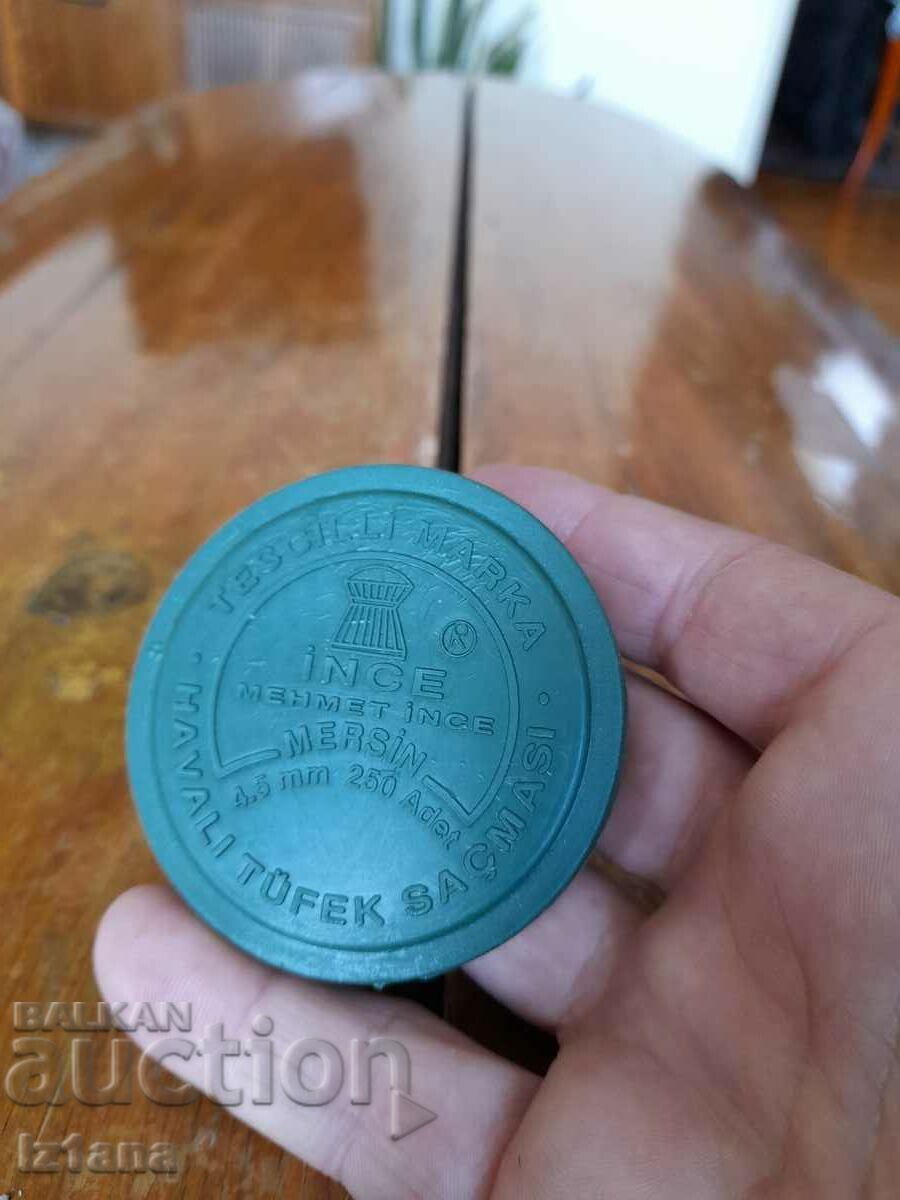 TESCİLLİ MARKA
İNCE
MEHMET İNCE
MERSİN
4.5 mm 250 Adet
· HAVALI TÜFEK SAÇMASI ·
BALKAN
auction
iz1ana